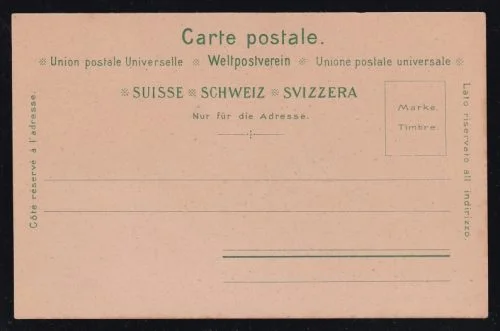 Carte postale.
※ Union postale Universelle ※ Weltpostverein ※ Unione postale universale ※
※ SUISSE ※ SCHWEIZ ※ SVIZZERA
Nur für die Adresse.
Marke.
Timbre.
Côté réservé à l'adresse.
Lato riservato all indirizzo.